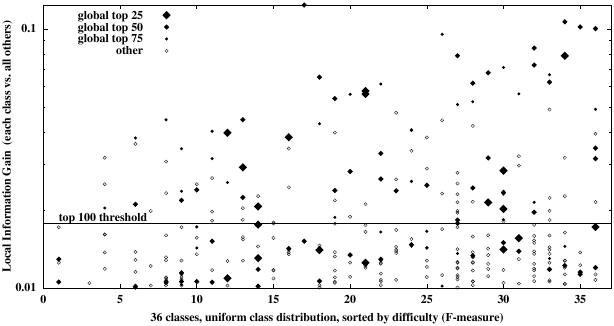 global top 25
global top 50
global top 75
other
0.1
Local Information Gain (each class vs. all others)
top 100 threshold
0.01
0 5 10 15 20 25 30 35
36 classes, uniform class distribution, sorted by difficulty (F-measure)